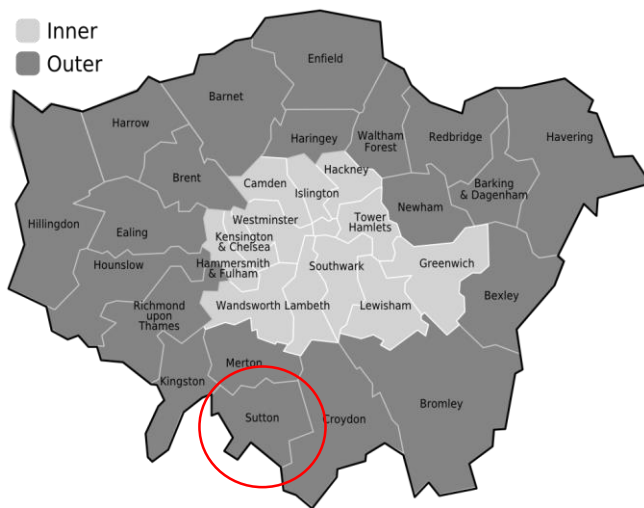 Inner
Outer
Enfield
Barnet
Harrow
Haringey
Waltham
Forest
Redbridge
Havering
Hackney
Brent
Camden
Islington
Barking
& Dagenham
Newham
Hillingdon
Westminster
Tower
Hamlets
Ealing
Kensington
& Chelsea
Hounslow
Hammersmith
& Fulham
Southwark
Greenwich
Bexley
Richmond
upon
Thames
Wandsworth
Lambeth
Lewisham
Merton
Kingston
Sutton
Croydon
Bromley